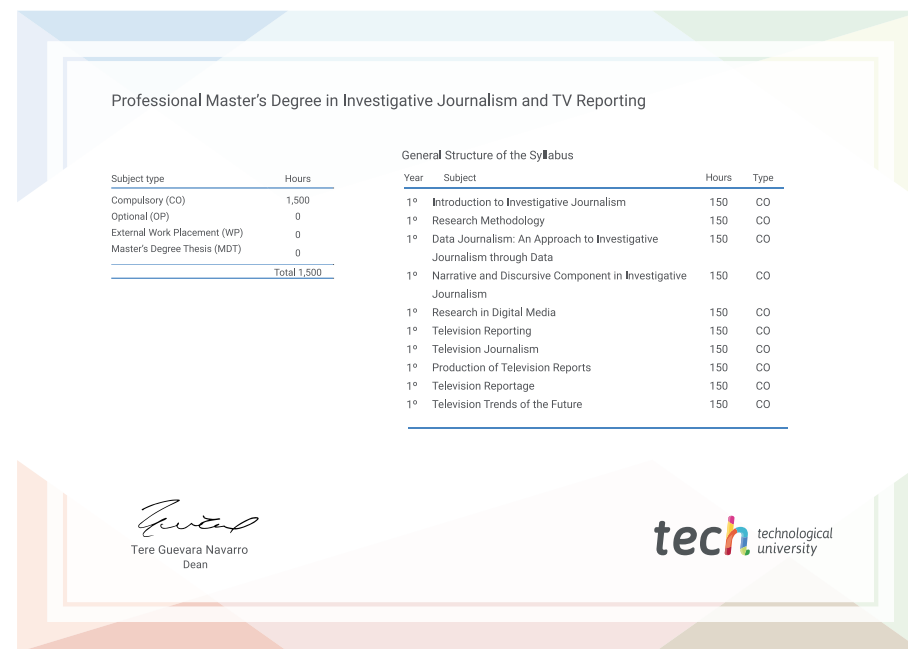 Professional Master's Degree in Investigative Journalism and TV Reporting
Subject type Hours
Compulsory (CO) 1,500
Optional (OP) 0
External Work Placement (WP) 0
Master's Degree Thesis (MDT) 0
Total 1,500
General Structure of the Syllabus
Year Subject Hours Type
1º Introduction to Investigative Journalism 150 CO
1º Research Methodology 150 CO
1º Data Journalism: An Approach to Investigative 150 CO
Journalism through Data
1º Narrative and Discursive Component in Investigative 150 CO
Journalism
1º Research in Digital Media 150 CO
1º Television Reporting 150 CO
1º Television Journalism 150 CO
1º Production of Television Reports 150 CO
1º Television Reportage 150 CO
1º Television Trends of the Future 150 CO
Tere Guevara Navarro
Dean
tech technological
university